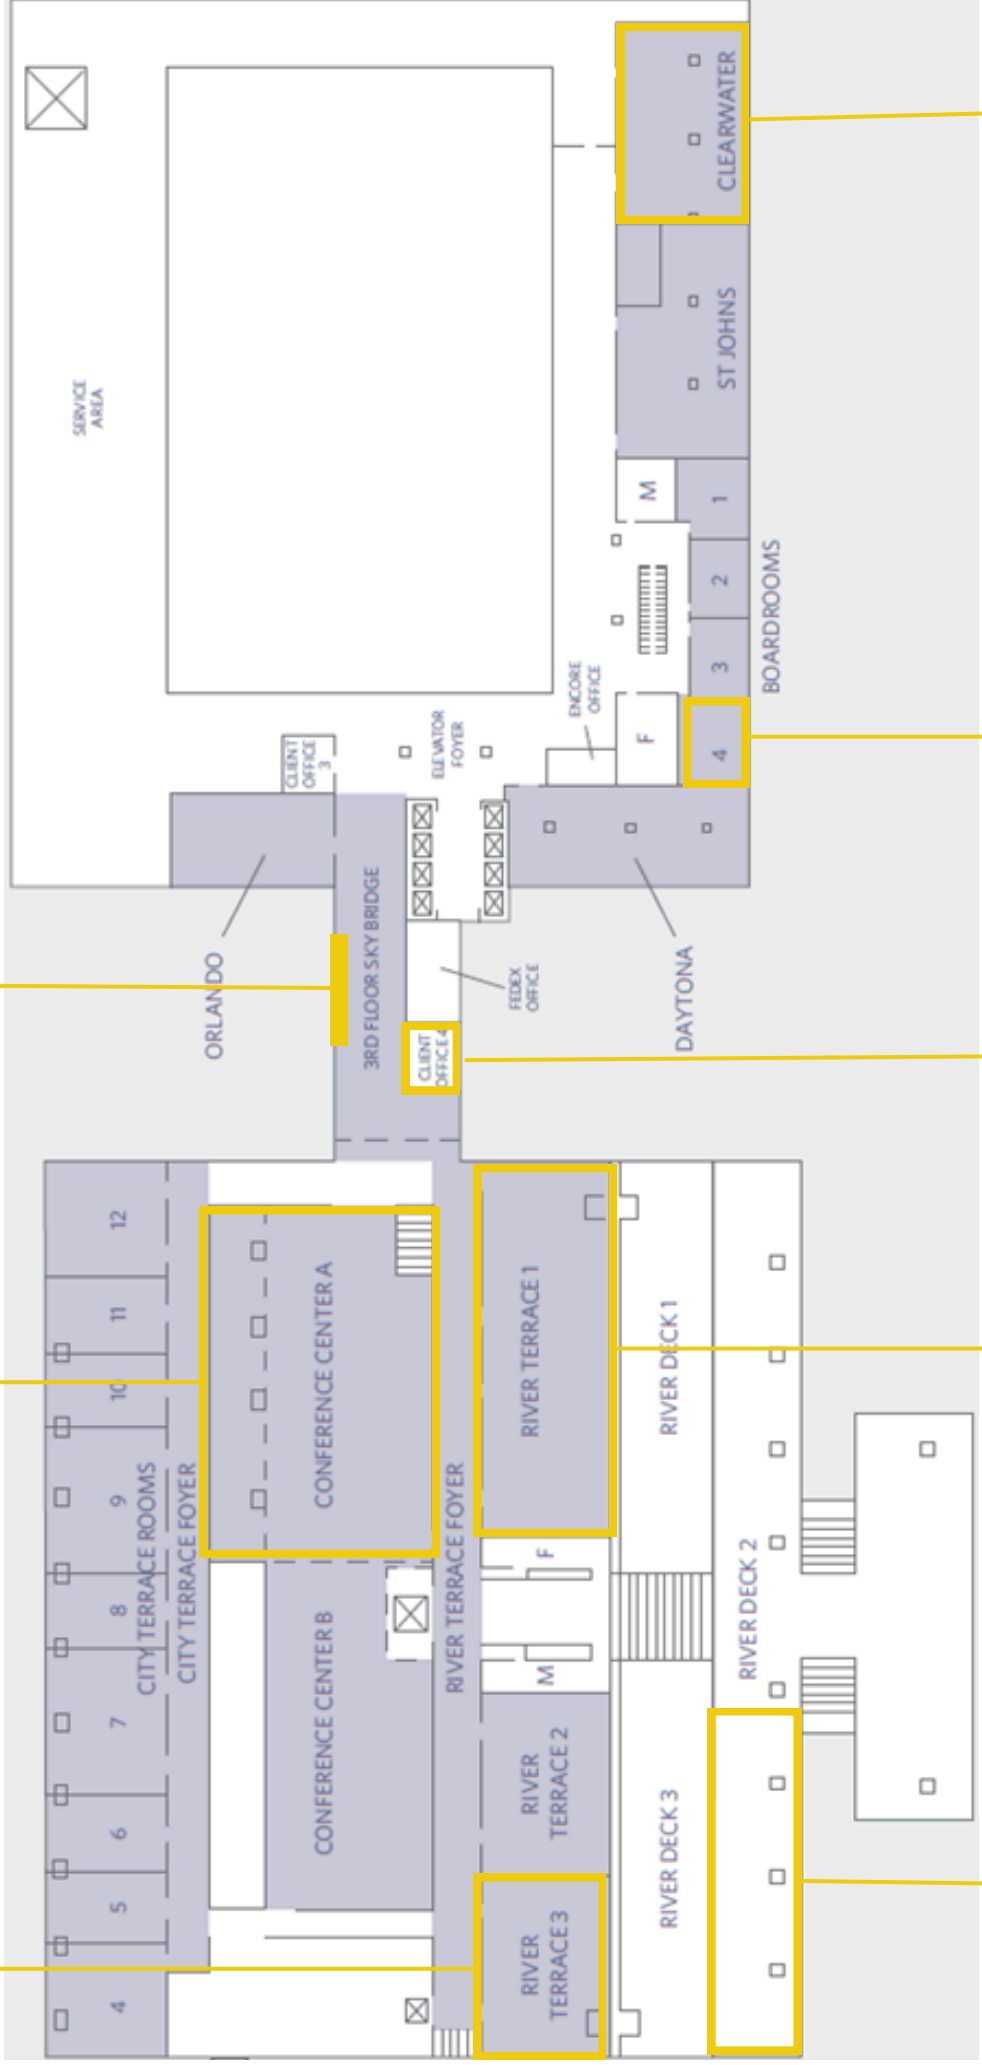 CLEARWATER
ST JOHNS
SERVICE
AREA
M
1
2
3
4
BOARDROOMS
ENCORE
OFFICE
F
ELEVATOR
FOYER
CLIENT
OFFICE
3
3RD FLOOR SKY BRIDGE
ORLANDO
FEDEX
OFFICE
DAYTONA
CLIENT
OFFICE 4
12
11
10
9
8
7
6
5
4
CITY TERRACE ROOMS
CITY TERRACE FOYER
CONFERENCE CENTER A
CONFERENCE CENTER B
RIVER TERRACE FOYER
RIVER TERRACE 1
F
M
RIVER
TERRACE 2
RIVER
TERRACE 3
RIVER DECK 1
RIVER DECK 2
RIVER DECK 3